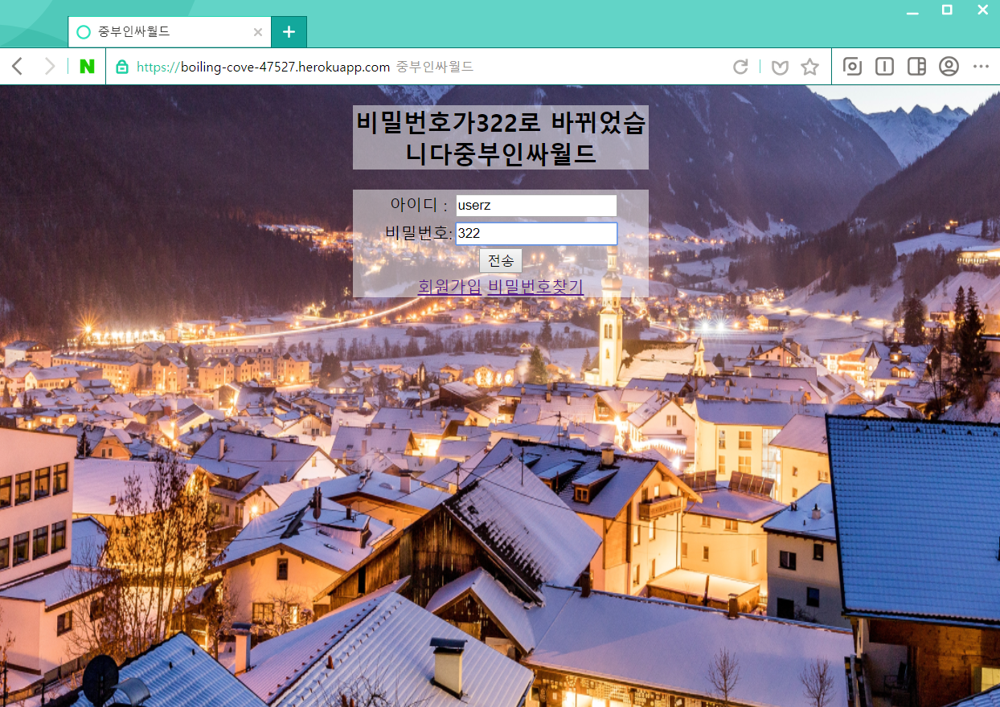 중부인싸월드
N https://boiling-cove-47527.herokuapp.com 중부인싸월드
비밀번호가322로 바뀌었습
니다중부인싸월드
아이디 : userz
비밀번호: 322
전송
회원가입 비밀번호찾기